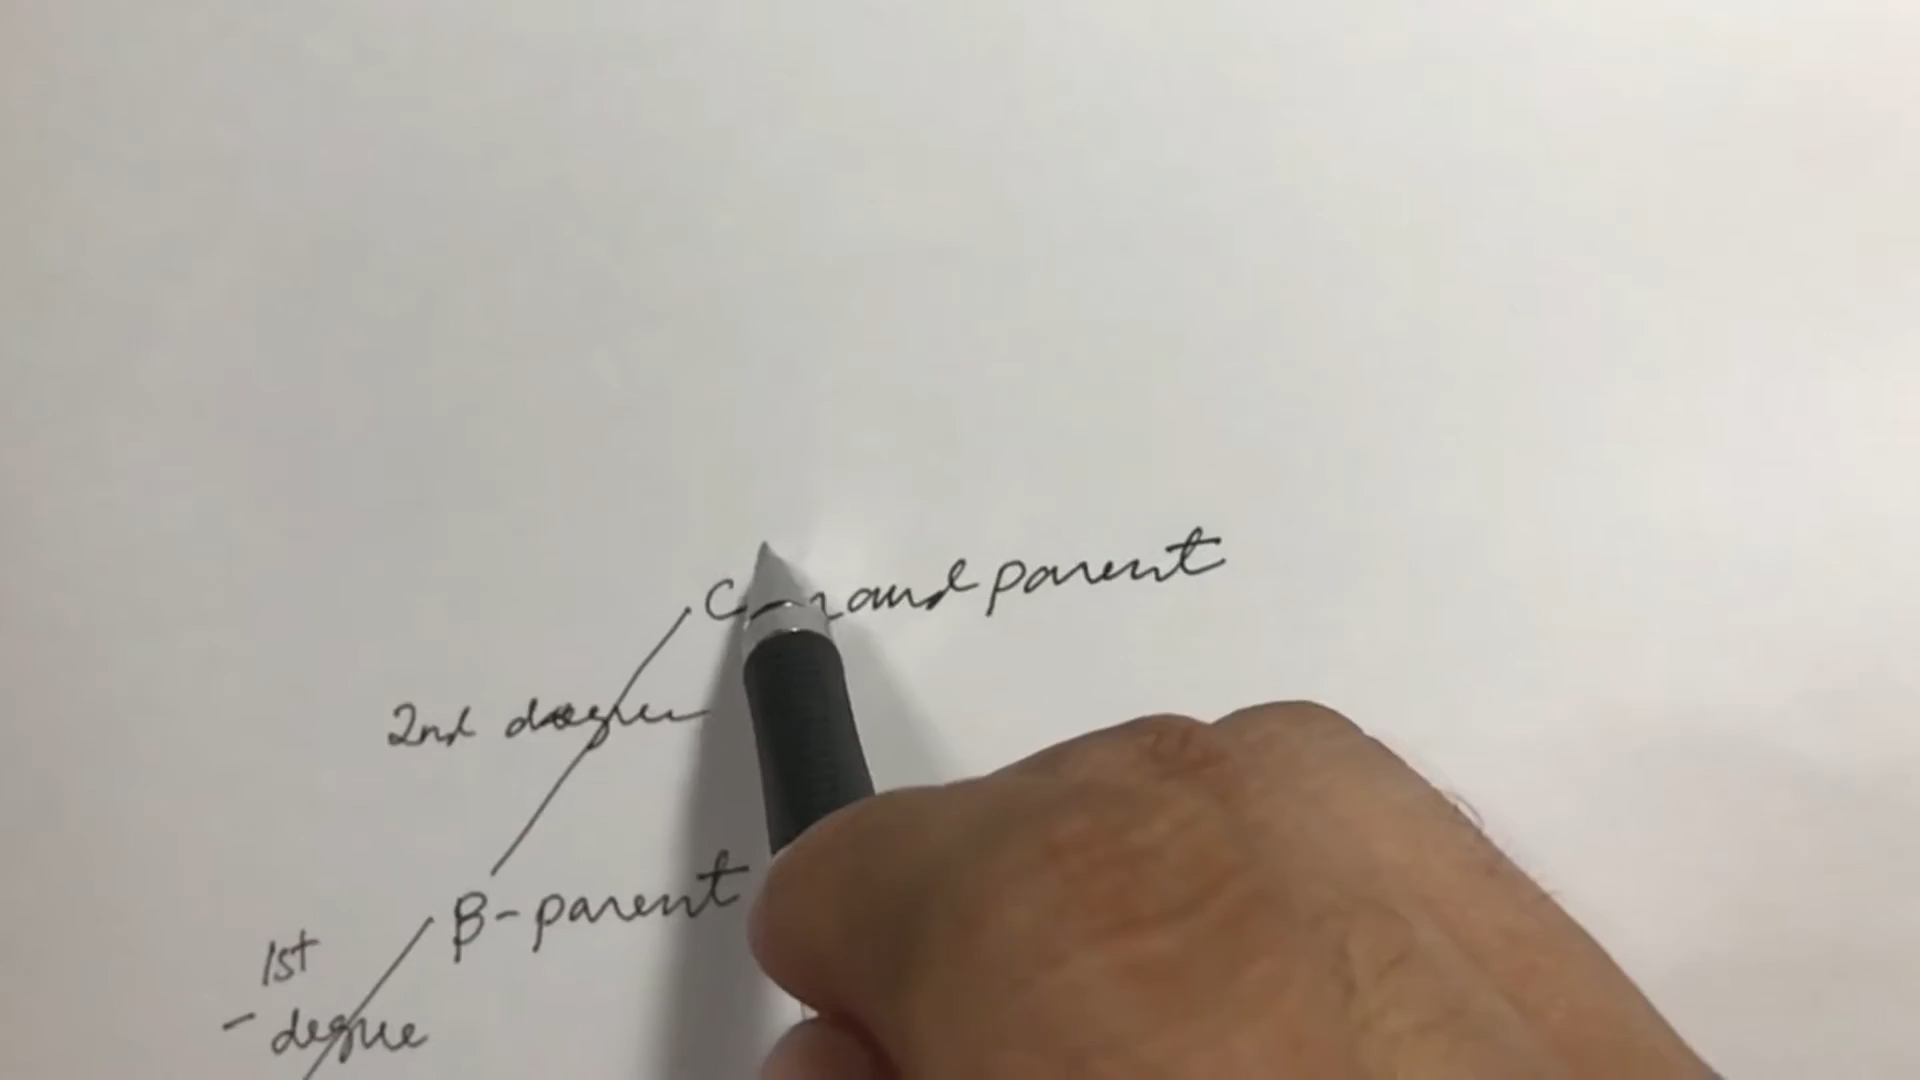 C - grand parent
2nd degree
B - parent
1st
- degree